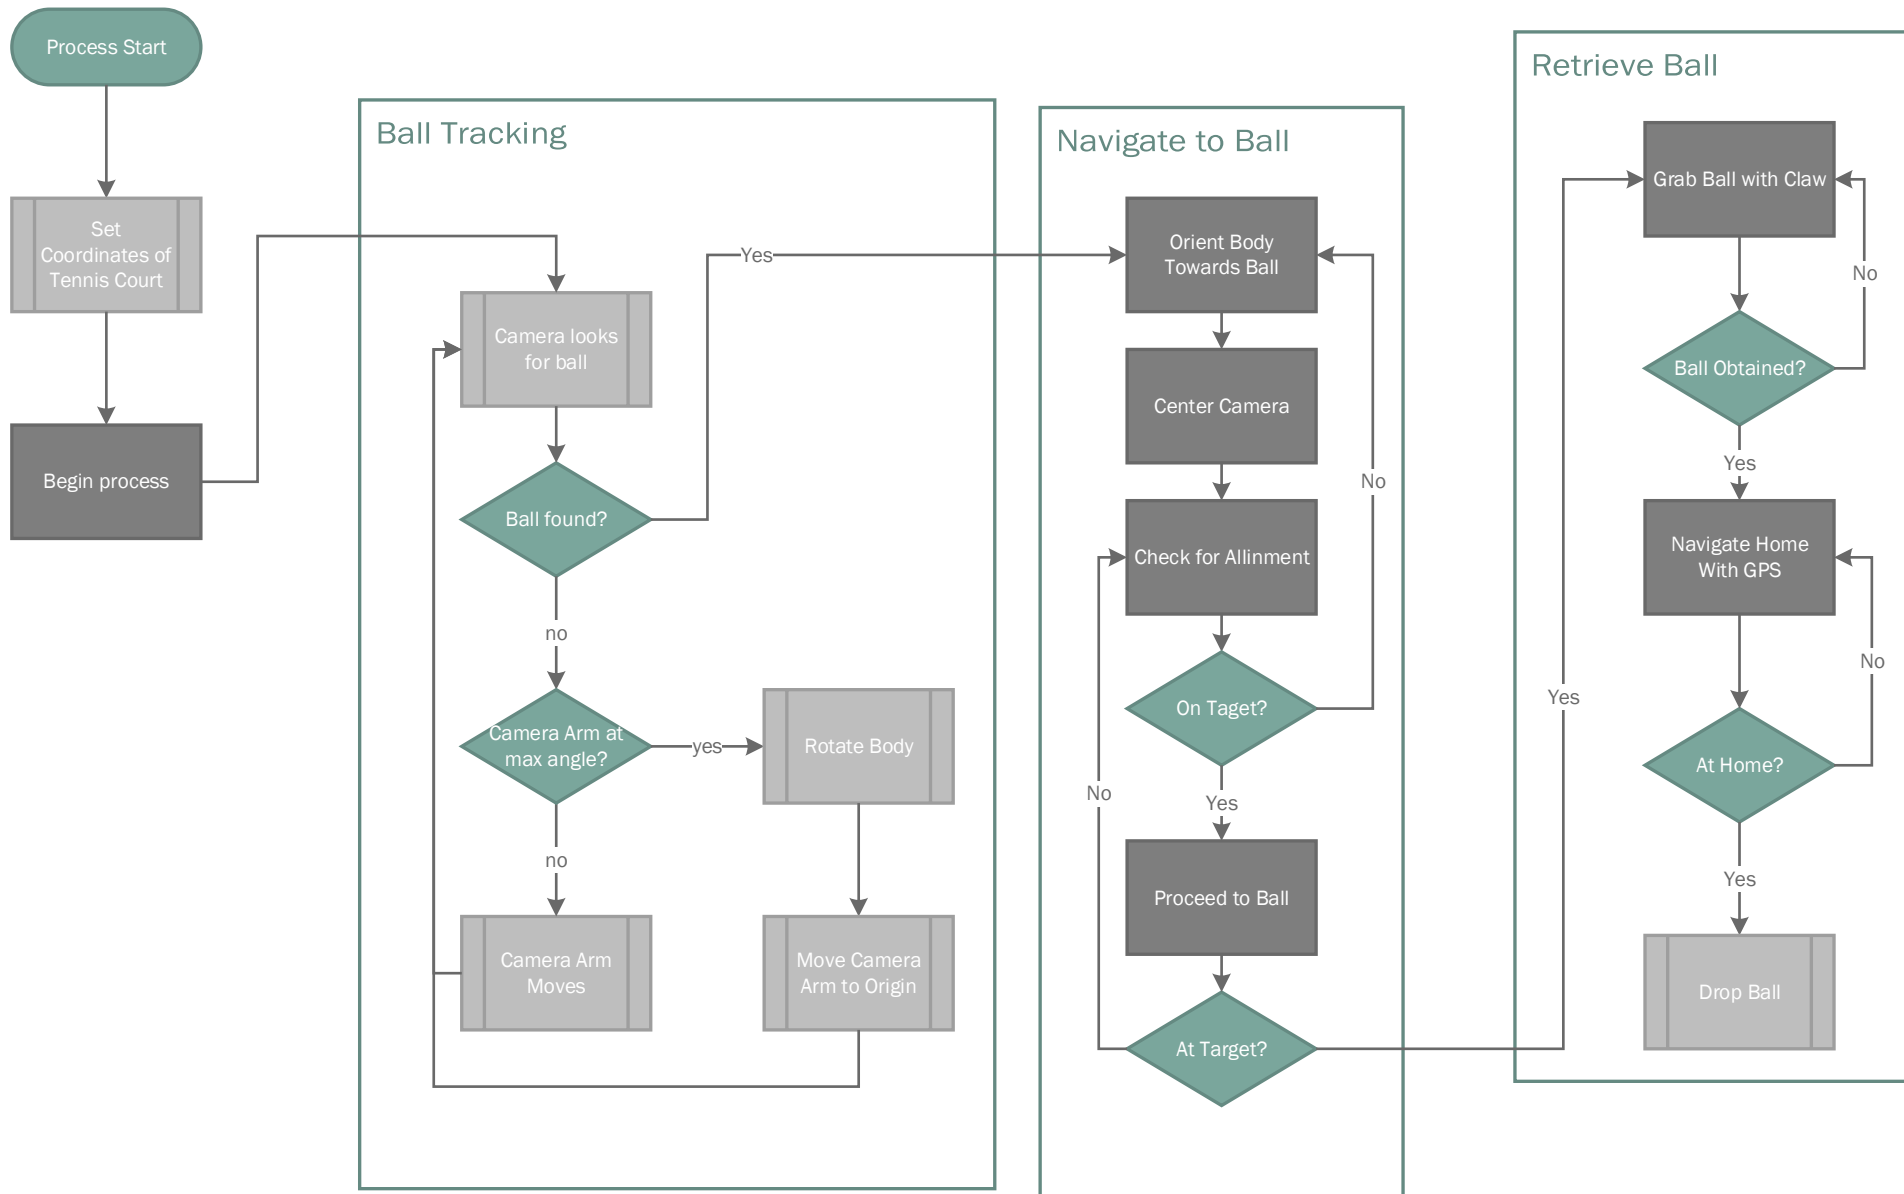 Process Start
Set
Coordinates of
Tennis Court
Begin process
Ball Tracking
Camera looks
for ball
Ball found?
Yes
no
Camera Arm at
max angle?
yes
Rotate Body
no
Camera Arm
Moves
Move Camera
Arm to Origin
Navigate to Ball
Orient Body
Towards Ball
Center Camera
Check for Allinment
On Taget?
No
Yes
Proceed to Ball
No
At Target?
Yes
Retrieve Ball
Grab Ball with Claw
No
Ball Obtained?
Yes
Navigate Home
With GPS
No
At Home?
Yes
Drop Ball